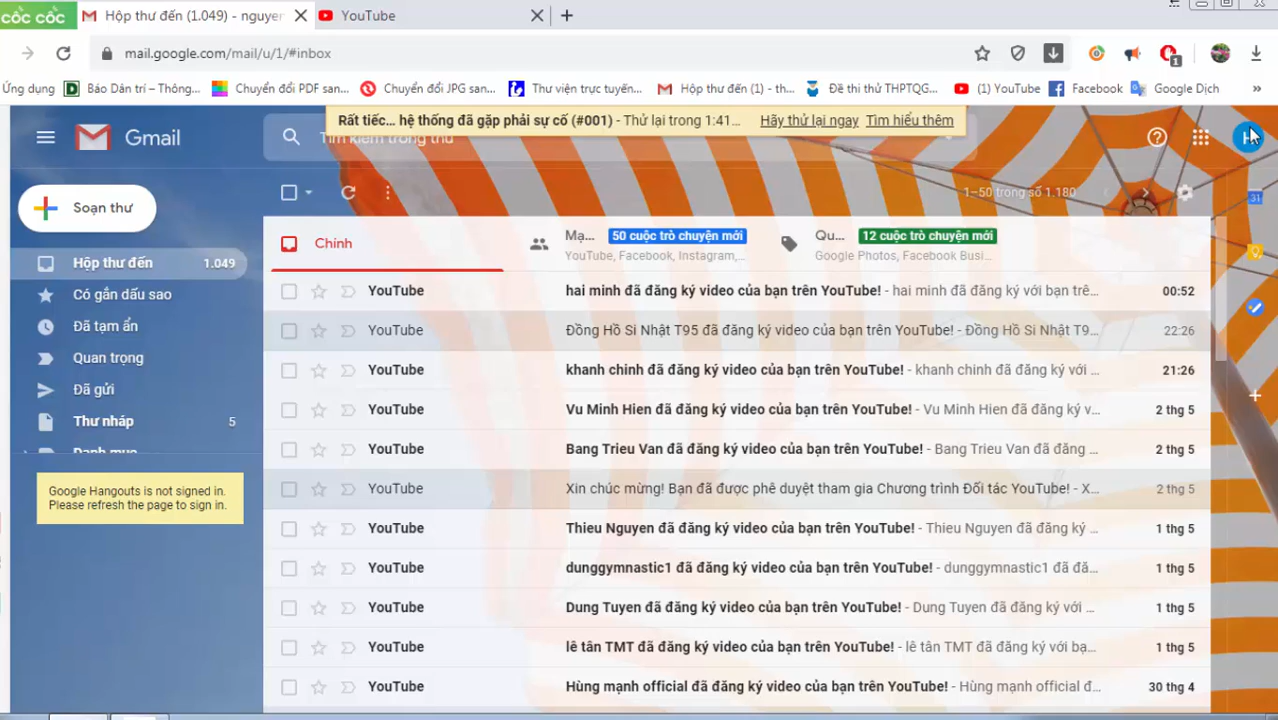 cốc cốc Hộp thư đến (1.049) - nguyen YouTube
mail.google.com/mail/u/1/#inbox 1
Ứng dụng Báo Dân trí – Thông... Chuyển đổi PDF san... Chuyển đổi JPG san... Thư viện trực tuyến... Hộp thư đến (1) - th... Đề thi thử THPTQG... (1) YouTube Facebook Google Dịch »
Rất tiếc... hệ thống đã gặp phải sự cố (#001) - Thử lại trong 1:41... Hãy thử lại ngay Tìm hiểu thêm
Gmail Tìm kiếm trong thư
Soạn thư 1–50 trong số 1.180 31
Chính Mạ... 50 cuộc trò chuyện mới Qu... 12 cuộc trò chuyện mới
YouTube, Facebook, Instagram,... Google Photos, Facebook Busi...
Hộp thư đến 1.049
Có gắn dấu sao
Đã tạm ẩn
Quan trọng
Đã gửi
Thư nháp 5
Danh mục
Google Hangouts is not signed in.
Please refresh the page to sign in.
YouTube hai minh đã đăng ký video của bạn trên YouTube! - hai minh đã đăng ký với bạn trê... 00:52
YouTube Đồng Hồ Si Nhật T95 đã đăng ký video của bạn trên YouTube! - Đồng Hồ Si Nhật T9... 22:26
YouTube khanh chinh đã đăng ký video của bạn trên YouTube! - khanh chinh đã đăng ký với ... 21:26
YouTube Vu Minh Hien đã đăng ký video của bạn trên YouTube! - Vu Minh Hien đã đăng ký v... 2 thg 5
YouTube Bang Trieu Van đã đăng ký video của bạn trên YouTube! - Bang Trieu Van đã đăng ... 2 thg 5
YouTube Xin chúc mừng! Bạn đã được phê duyệt tham gia Chương trình Đối tác YouTube! - X... 2 thg 5
YouTube Thieu Nguyen đã đăng ký video của bạn trên YouTube! - Thieu Nguyen đã đăng ký ... 1 thg 5
YouTube dunggymnastic1 đã đăng ký video của bạn trên YouTube! - dunggymnastic1 đã đă... 1 thg 5
YouTube Dung Tuyen đã đăng ký video của bạn trên YouTube! - Dung Tuyen đã đăng ký với ... 1 thg 5
YouTube lê tân TMT đã đăng ký video của bạn trên YouTube! - lê tân TMT đã đăng ký với bạ... 1 thg 5
YouTube Hùng mạnh official đã đăng ký video của bạn trên YouTube! - Hùng mạnh official đ... 30 thg 4